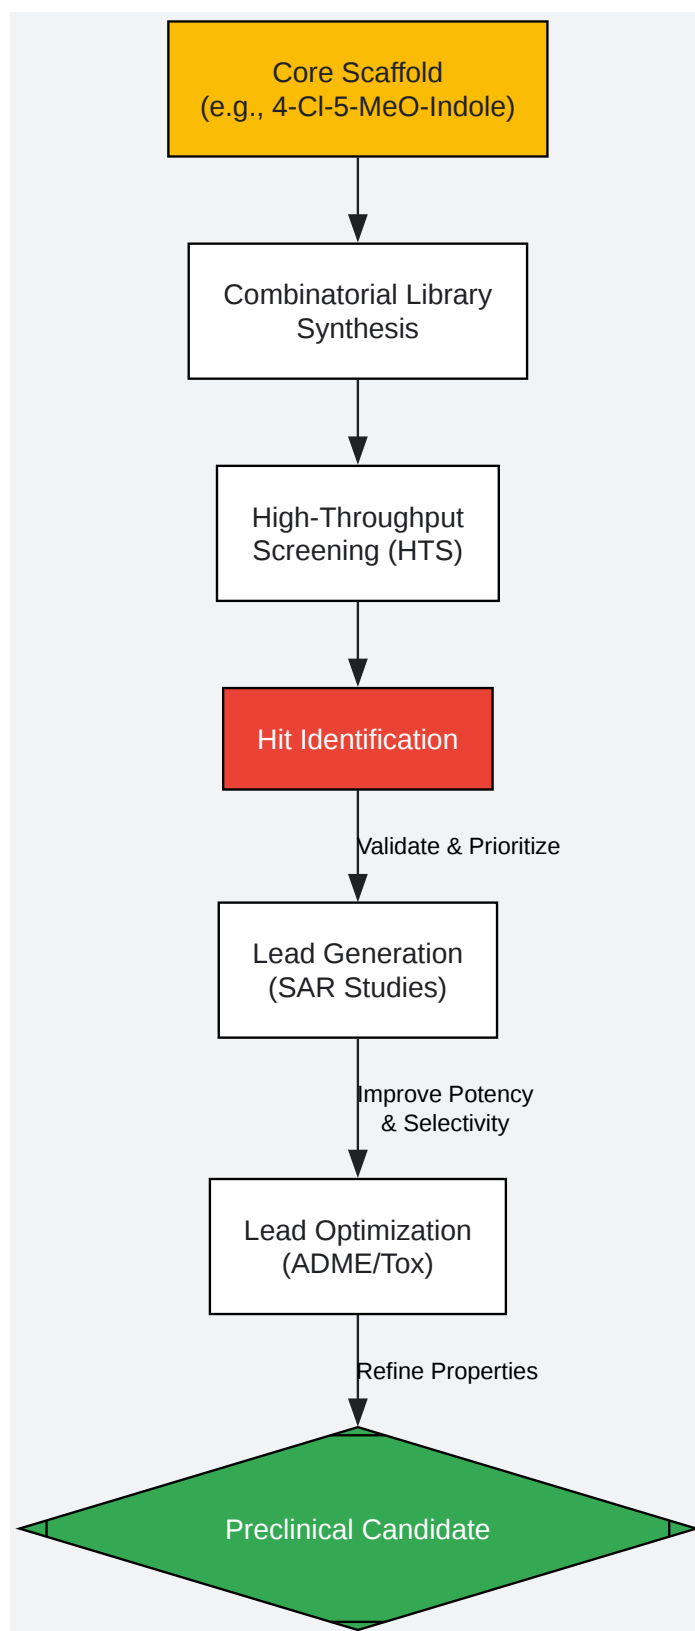 Core Scaffold
(e.g., 4-Cl-5-MeO-Indole)
Combinatorial Library
Synthesis
High-Throughput
Screening (HTS)
Hit Identification
Validate & Prioritize
Lead Generation
(SAR Studies)
Improve Potency
& Selectivity
Lead Optimization
(ADME/Tox)
Refine Properties
Preclinical Candidate